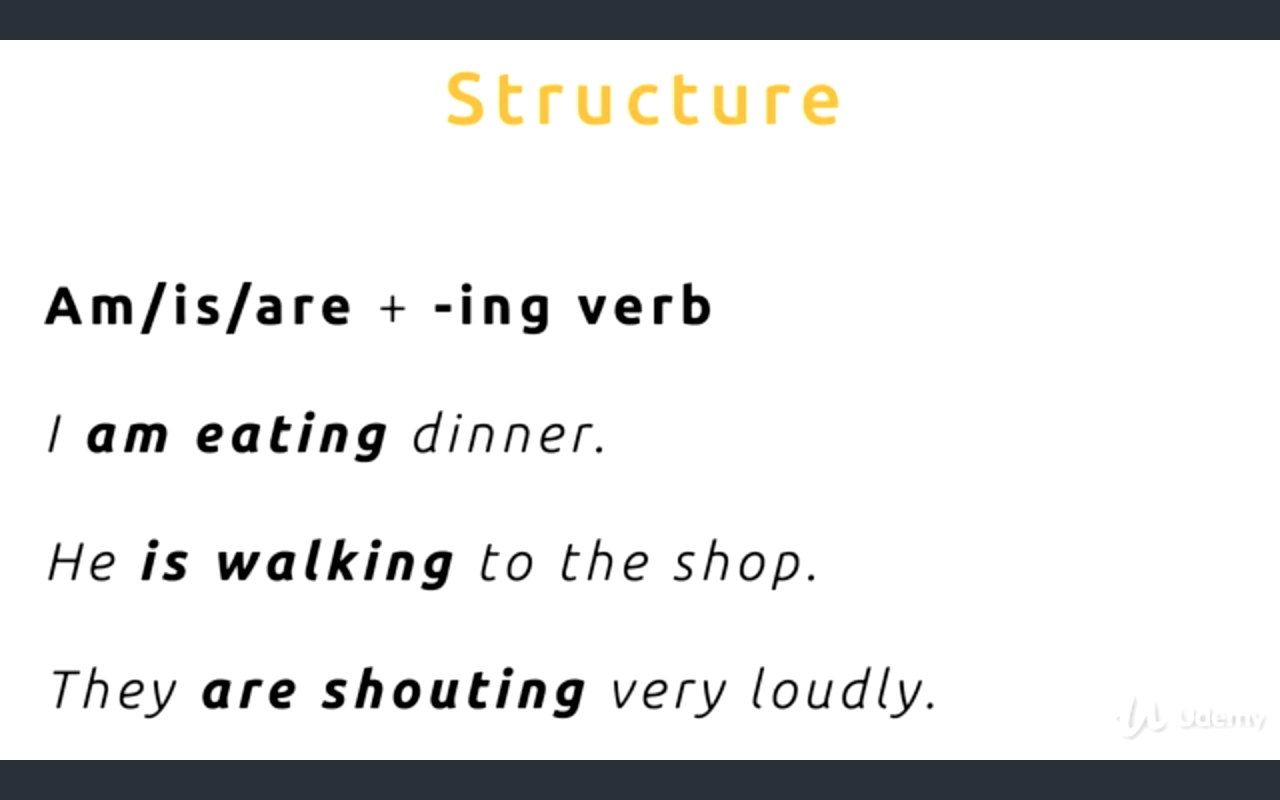 Structure
Am/is/are + -ing verb
I am eating dinner.
He is walking to the shop.
They are shouting very loudly.
Udemy